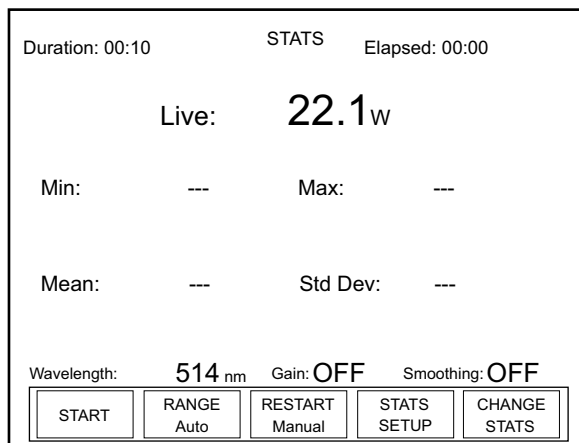 STATS
Duration: 00:10 Elapsed: 00:00
Live: 22.1 W
Min: --- Max: ---
Mean: --- Std Dev: ---
Wavelength: 514 nm Gain: OFF Smoothing: OFF
START RANGE RESTART STATS CHANGE
Auto Manual SETUP STATS